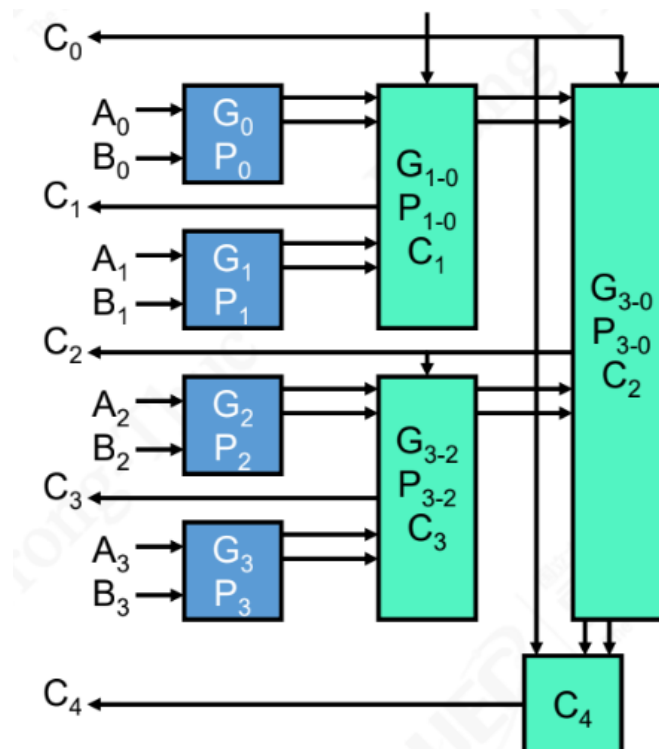 C₀
A₀
B₀
G₀
P₀
G₁₋₀
P₁₋₀
C₁
C₁
A₁
B₁
G₁
P₁
G₃₋₀
P₃₋₀
C₂
C₂
A₂
B₂
G₂
P₂
G₃₋₂
P₃₋₂
C₃
C₃
A₃
B₃
G₃
P₃
C₄
C₄